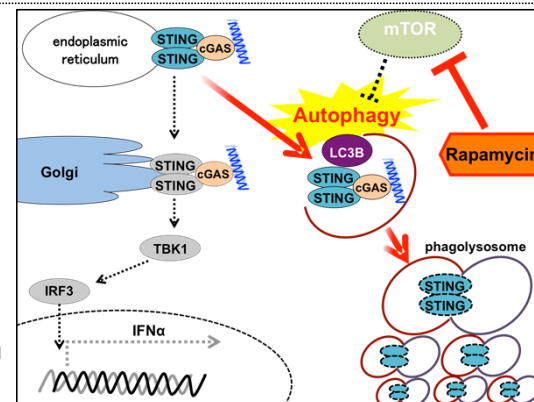 endoplasmic
reticulum
STING
STING
cGAS
mTOR
Autophagy
LC3B
Rapamycin
STING
STING
cGAS
Golgi
STING
STING
cGAS
TBK1
phagolysosome
IRF3
STING
STING
IFNα